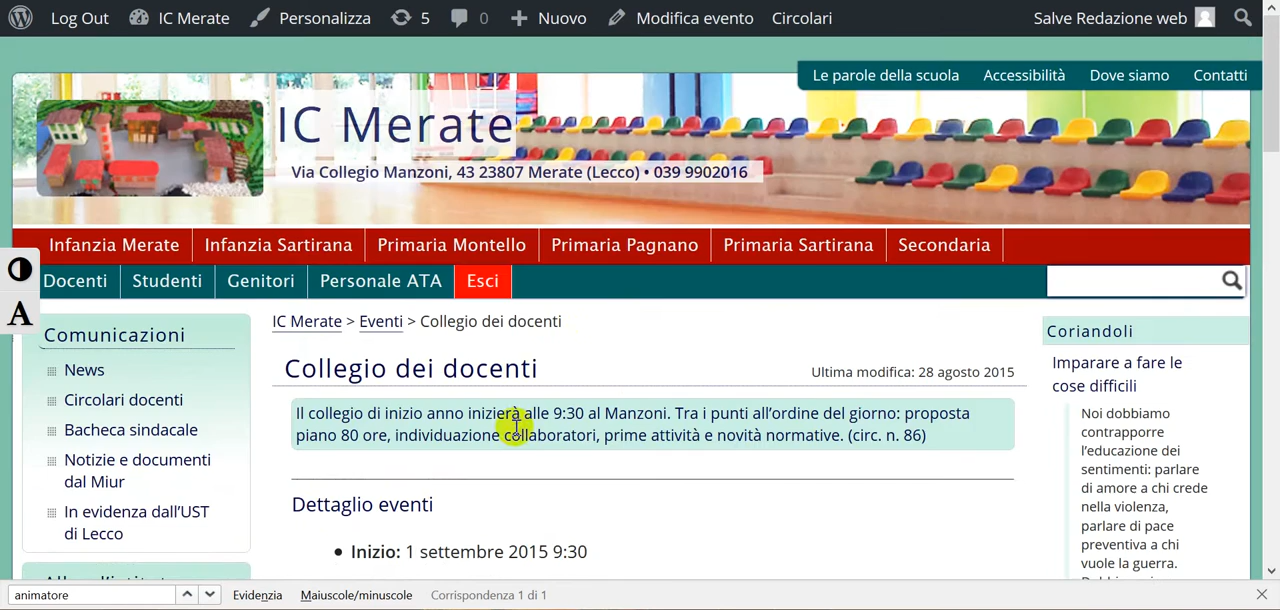 Log Out IC Merate Personalizza 5 0 Nuovo Modifica evento Circolari Salve Redazione web
Le parole della scuola Accessibilità Dove siamo Contatti
IC Merate
Via Collegio Manzoni, 43 23807 Merate (Lecco) • 039 9902016
Infanzia Merate Infanzia Sartirana Primaria Montello Primaria Pagnano Primaria Sartirana Secondaria
Docenti Studenti Genitori Personale ATA Esci
A
Comunicazioni
News
Circolari docenti
Bacheca sindacale
Notizie e documenti
dal Miur
In evidenza dall'UST
di Lecco
IC Merate > Eventi > Collegio dei docenti
Collegio dei docenti
Ultima modifica: 28 agosto 2015
Il collegio di inizio anno inizierà alle 9:30 al Manzoni. Tra i punti all'ordine del giorno: proposta
piano 80 ore, individuazione collaboratori, prime attività e novità normative. (circ. n. 86)
Dettaglio eventi
• Inizio: 1 settembre 2015 9:30
Coriandoli
Imparare a fare le
cose difficili
Noi dobbiamo
contrapporre
l'educazione dei
sentimenti: parlare
di amore a chi crede
nella violenza,
parlare di pace
preventiva a chi
vuole la guerra.
animatore Evidenzia Maiuscole/minuscole Corrispondenza 1 di 1